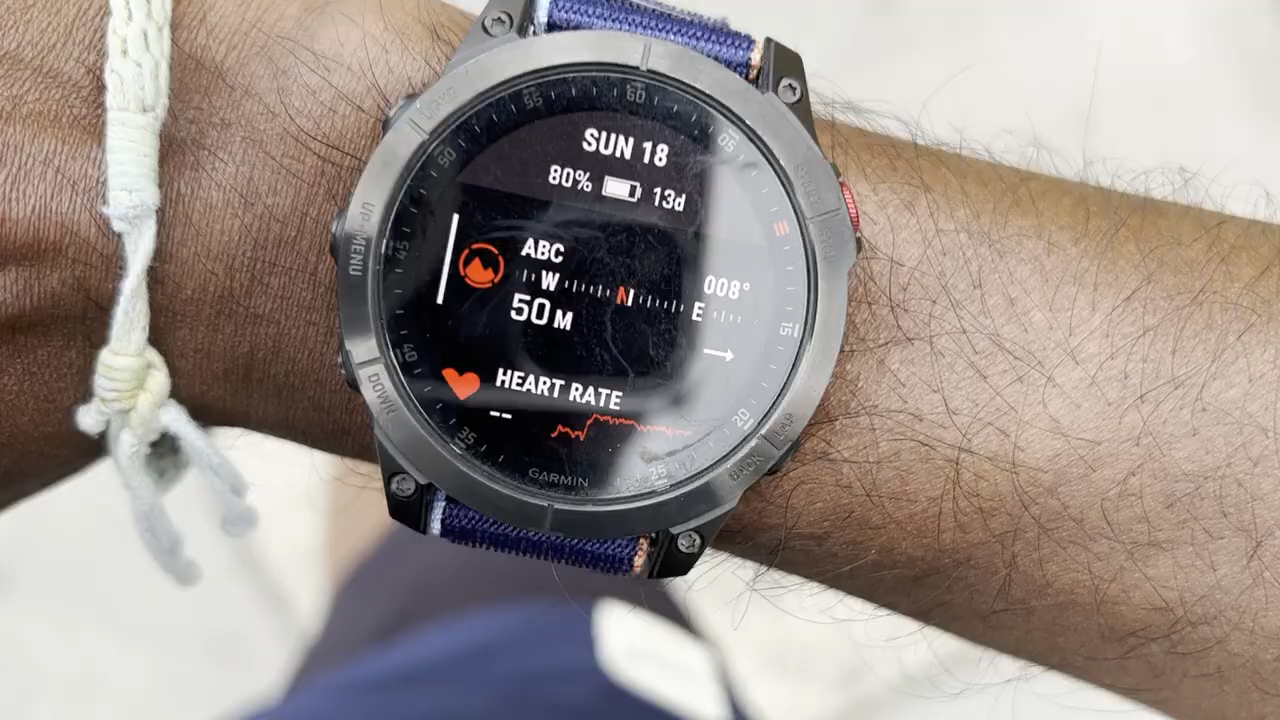 SUN 18
80% 13d
ABC
W N E 008°
50M
HEART RATE
--
GARMIN
60
05
15
20
25
35
40
45
50
55
LIGHT
UP·MENU
DOWN
START
STOP
BACK
LAP